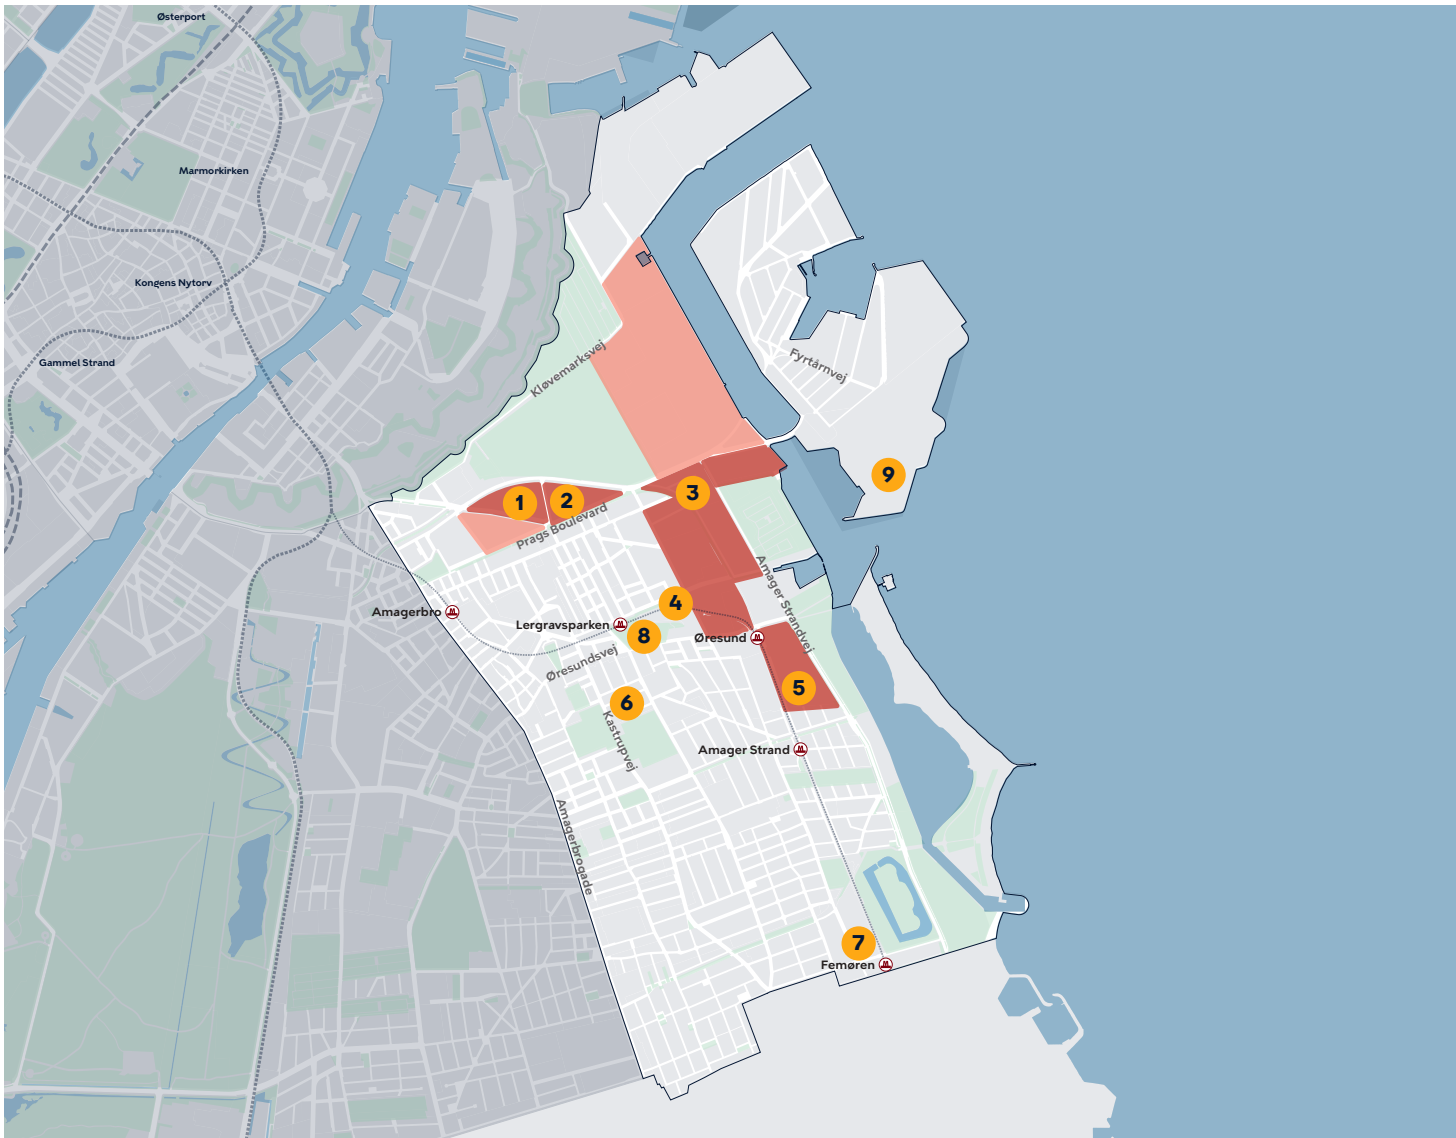 Østerport
Marmorkirken
Kongens Nytorv
Gammel Strand
Kløvemarksvej
Fyrtårnvej
9
1
2
3
Prags Boulevard
Amager Strandvej
4
Amagerbro
Lergravsparken
8
Øresund
Øresundsvej
5
6
Kastrupvej
Amager Strand
Amagerbrogade
7
Femøren